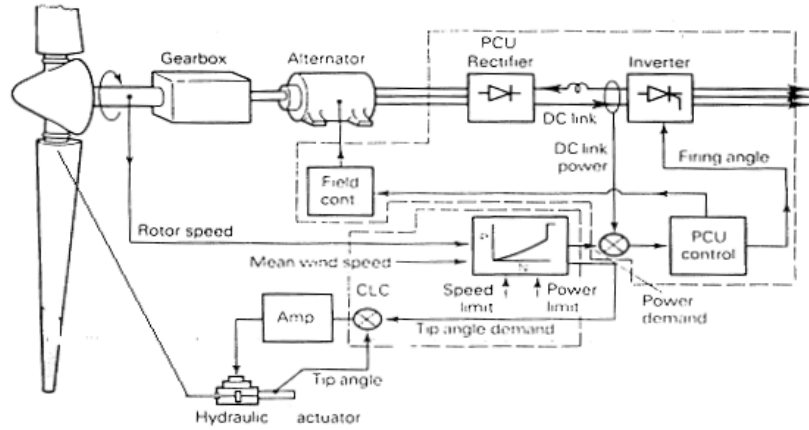 PCU
Gearbox
Alternator
Rectifier
Inverter
DC link
DC link
power
Firing angle
Field
cont
Rotor speed
P
N
PCU
control
Mean wind speed
CLC
Speed
limit
Power
limit
Power
demand
Amp
Tip angle demand
Tip angle
Hydraulic actuator